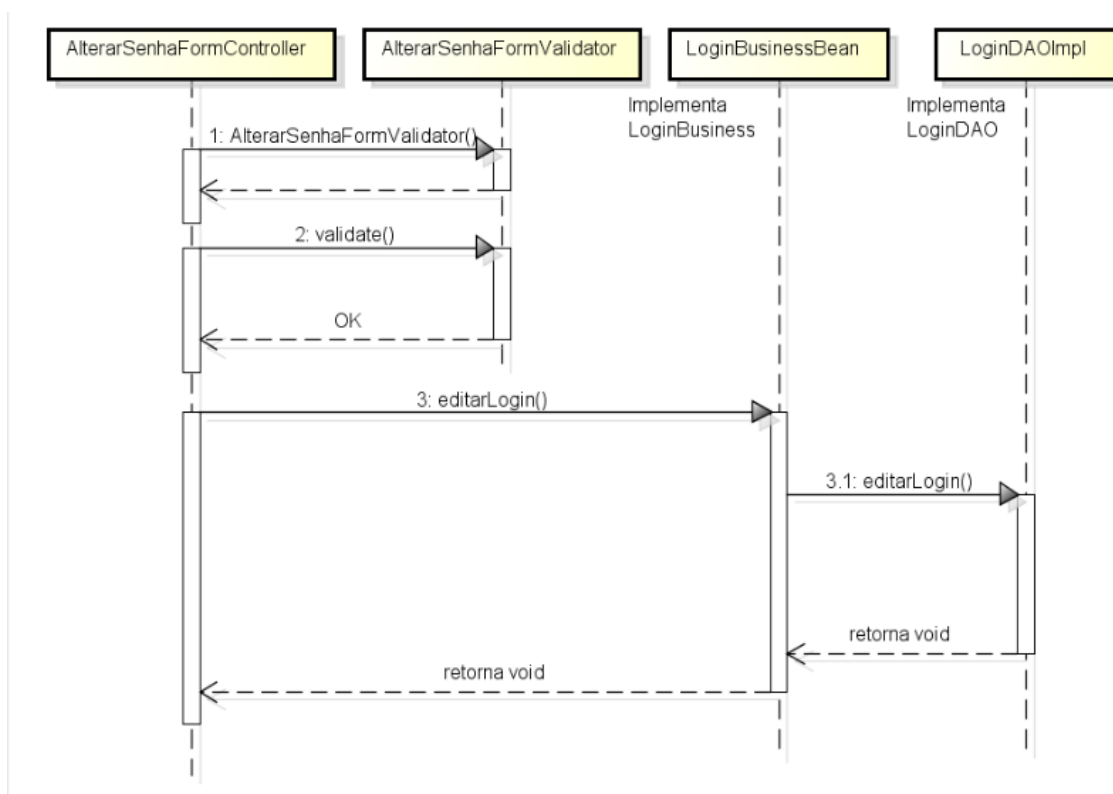 AlterarSenhaFormController
AlterarSenhaFormValidator
LoginBusinessBean
LoginDAOImpl
Implementa
LoginBusiness
Implementa
LoginDAO
1: AlterarSenhaFormValidator()
2: validate()
OK
3: editarLogin()
3.1: editarLogin()
retorna void
retorna void